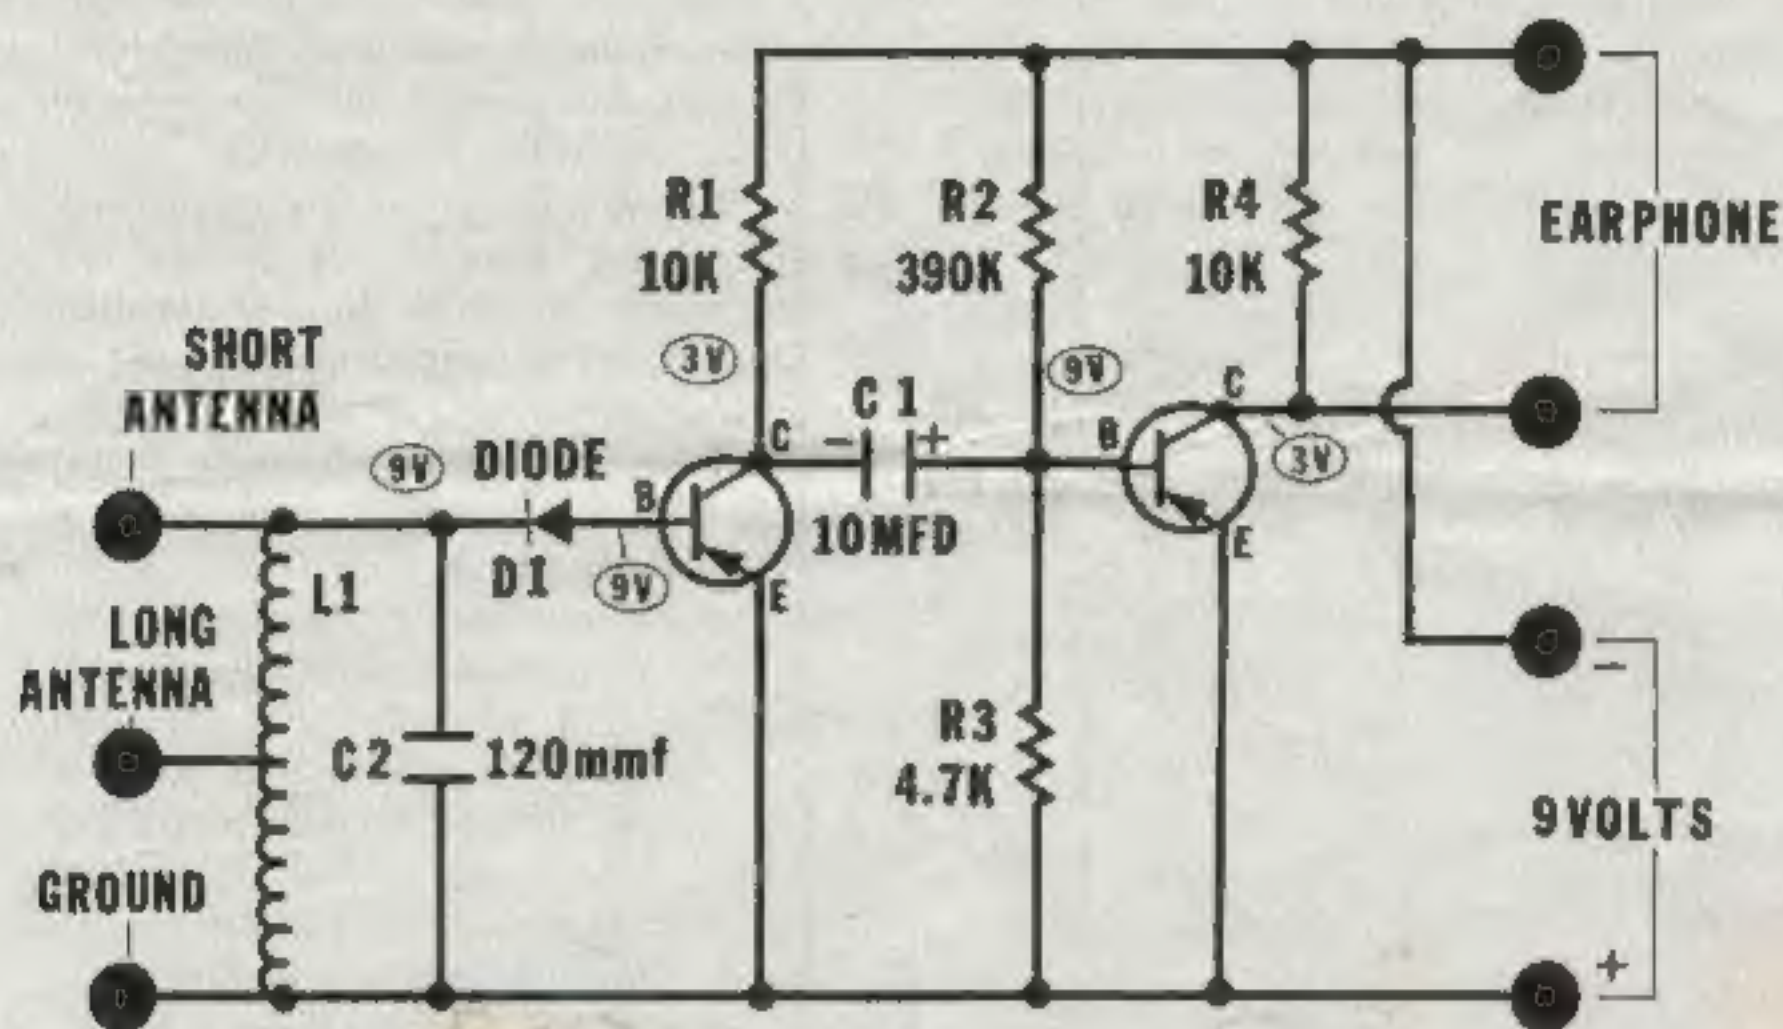 R1
10K
R2
390K
R4
10K
EARPHONE
SHORT
ANTENNA
3V
9V
C 1
C
- +
B
C
3V
9V
DIODE
B
C
10MFD
E
D1
9V
E
L1
LONG
ANTENNA
-
C2 120mmf
R3
4.7K
9VOLTS
GROUND
+